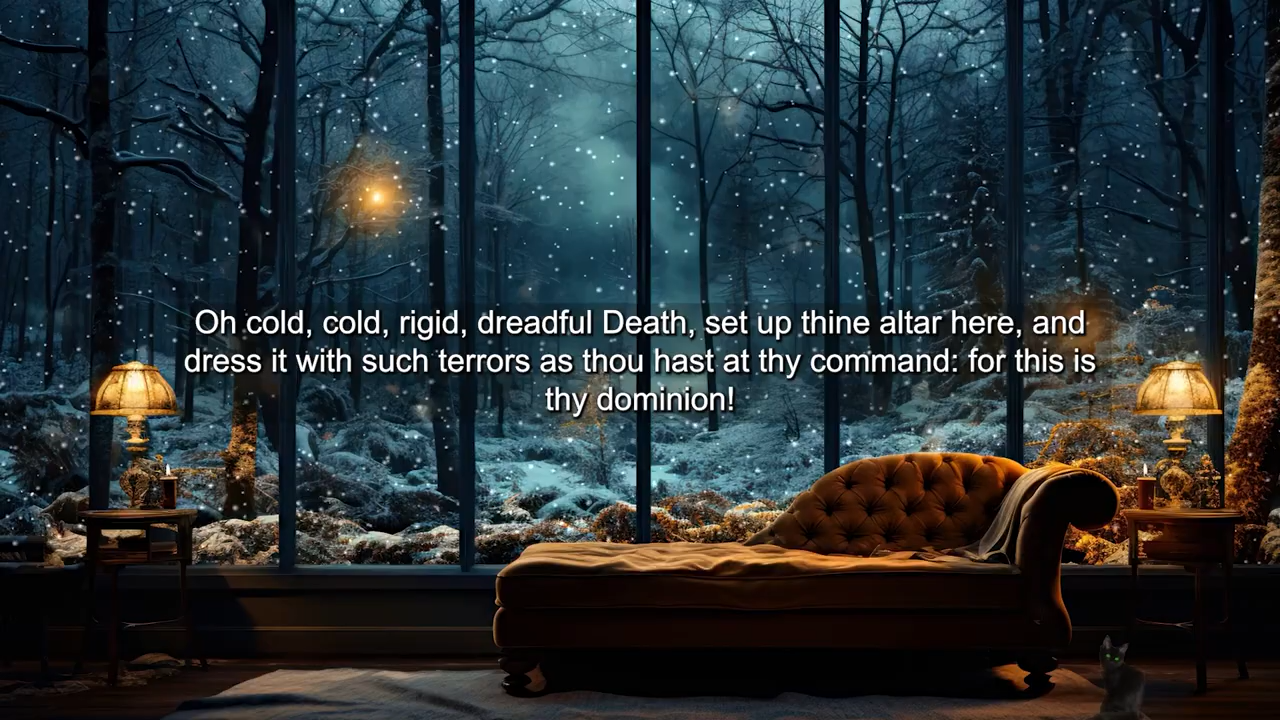 Oh cold, cold, rigid, dreadful Death, set up thine altar here, and
dress it with such terrors as thou hast at thy command: for this is
thy dominion!